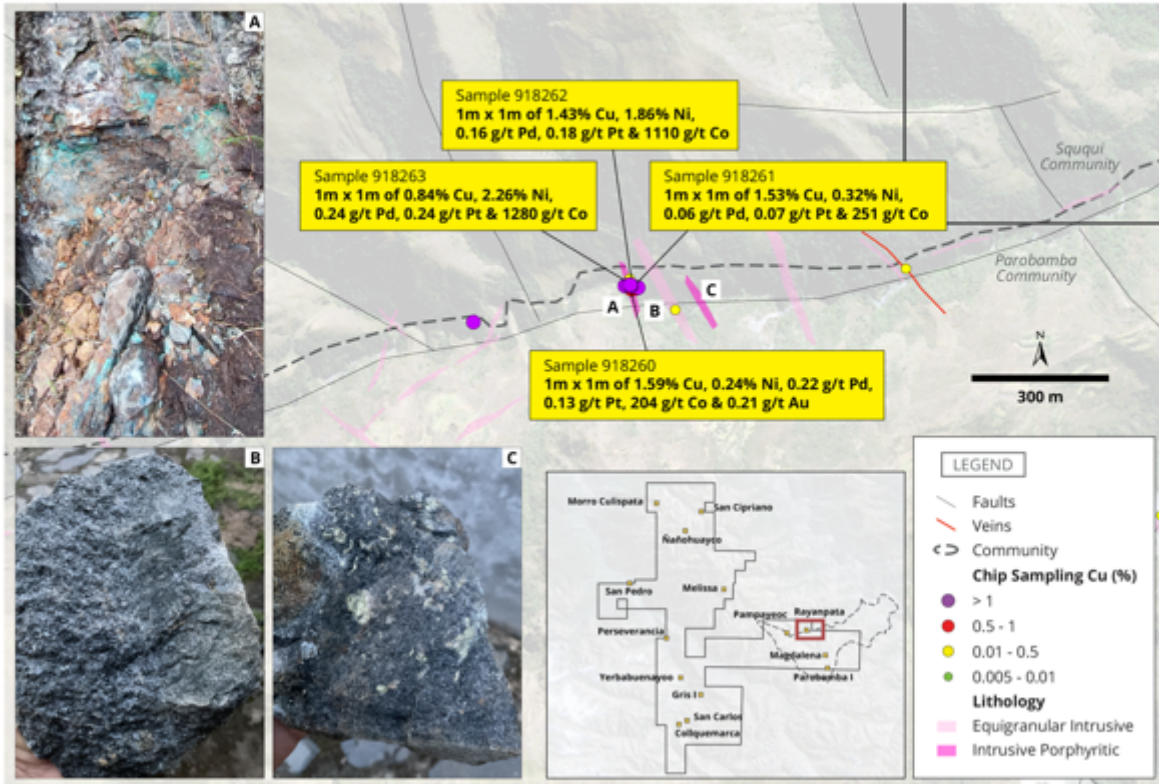 A
Sample 918262
1m x 1m of 1.43% Cu, 1.86% Ni,
0.16 g/t Pd, 0.18 g/t Pt & 1110 g/t Co
Sample 918263
1m x 1m of 0.84% Cu, 2.26% Ni,
0.24 g/t Pd, 0.24 g/t Pt & 1280 g/t Co
Sample 918261
1m x 1m of 1.53% Cu, 0.32% Ni,
0.06 g/t Pd, 0.07 g/t Pt & 251 g/t Co
Sququi
Community
Parobamba
Community
A
B
C
Sample 918260
1m x 1m of 1.59% Cu, 0.24% Ni, 0.22 g/t Pd,
0.13 g/t Pt, 204 g/t Co & 0.21 g/t Au
N
300 m
B
C
Morro Culispata
San Cipriano
Ñañohuayco
San Pedro
Melissa
Pampayeoc
Rayanpata
Perseverancia
Magdalena
Parobamba I
Yerbabuenayoc
Gris I
San Carlos
Collquemarca
LEGEND
Faults
Veins
Community
Chip Sampling Cu (%)
> 1
0.5 - 1
0.01 - 0.5
0.005 - 0.01
Lithology
Equigranular Intrusive
Intrusive Porphyritic